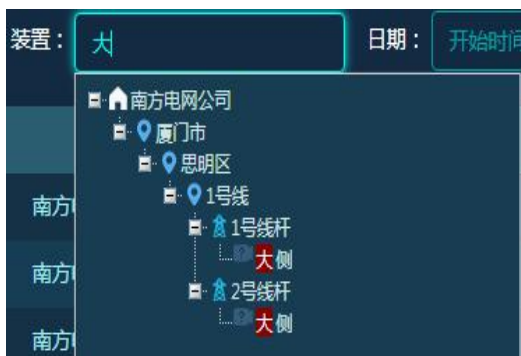 装置： 大 日期： 开始时间
南方电网公司
厦门市
思明区
1号线
1号线杆
大侧
2号线杆
大侧
南方
南方
南方